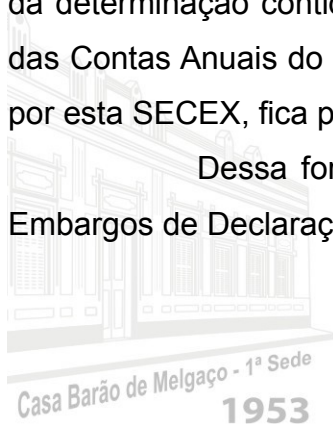 da determinação contid
das Contas Anuais do
por esta SECEX, fica p
Dessa for
Embargos de Declaraç
Casa Barão de Melgaço - 1ª Sede
1953